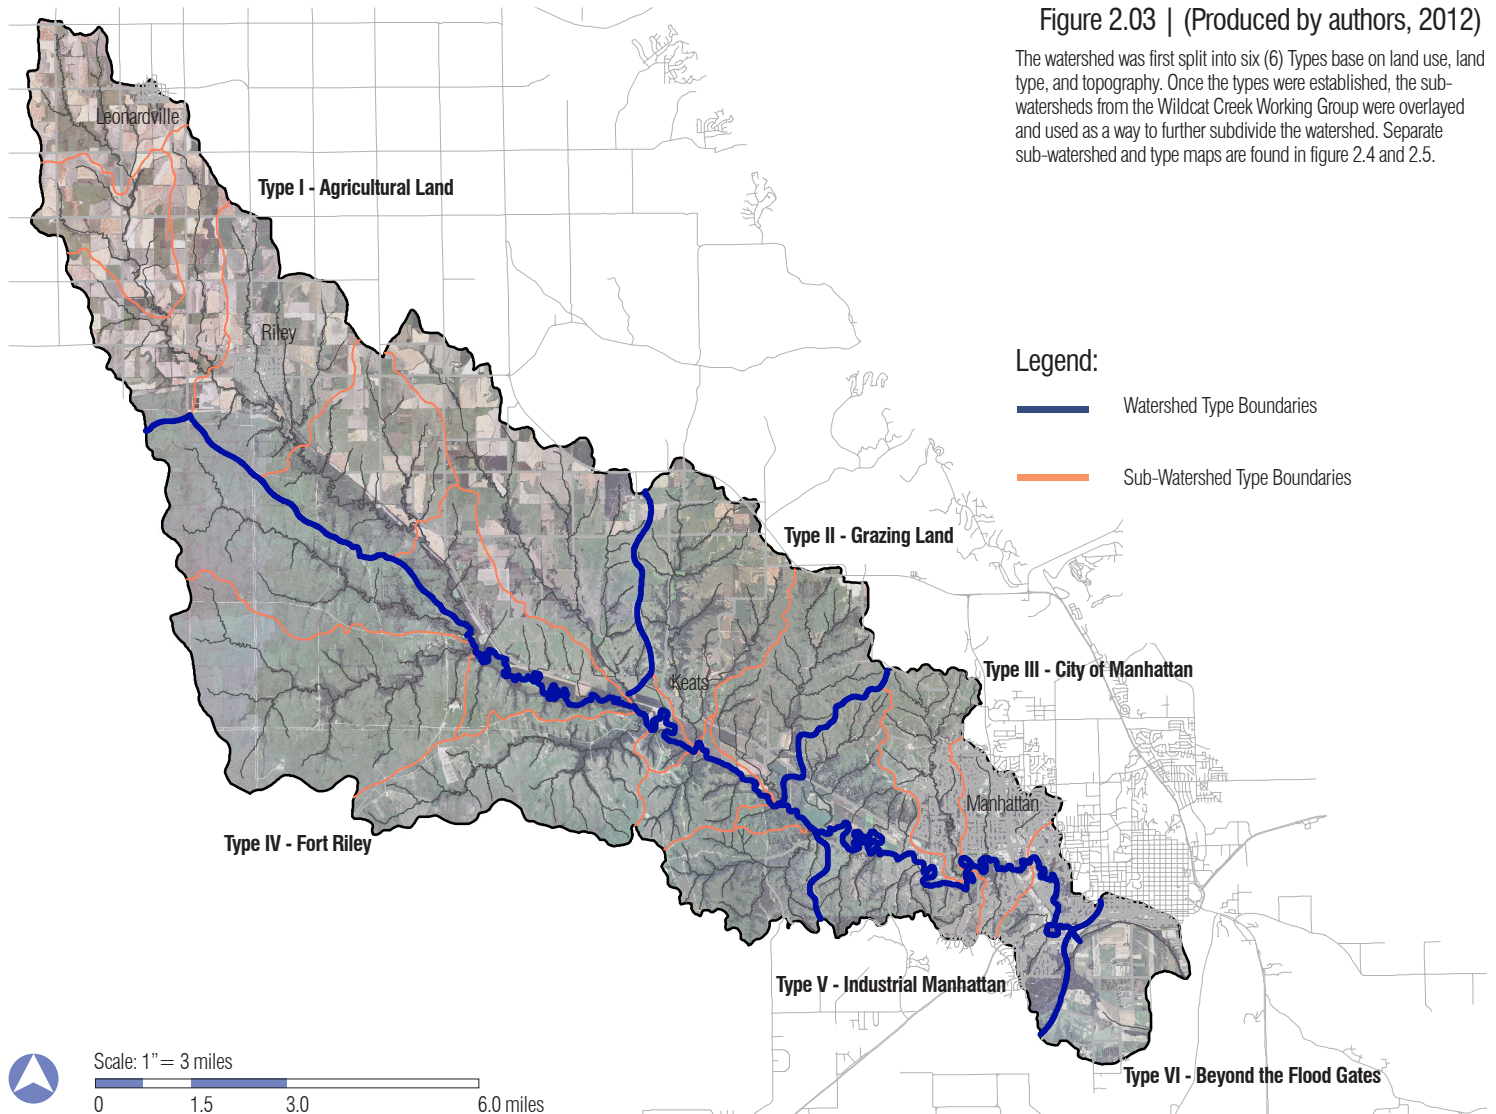 Figure 2.03 | (Produced by authors, 2012)
The watershed was first split into six (6) Types base on land use, land
type, and topography. Once the types were established, the sub-
watersheds from the Wildcat Creek Working Group were overlayed
and used as a way to further subdivide the watershed. Separate
sub-watershed and type maps are found in figure 2.4 and 2.5.
Leonardville
Type I - Agricultural Land
Riley
Legend:
Watershed Type Boundaries
Sub-Watershed Type Boundaries
Type II - Grazing Land
Type III - City of Manhattan
Keats
Manhattan
Type IV - Fort Riley
Type V - Industrial Manhattan
Type VI - Beyond the Flood Gates
Scale: 1”= 3 miles
0 1.5 3.0 6.0 miles